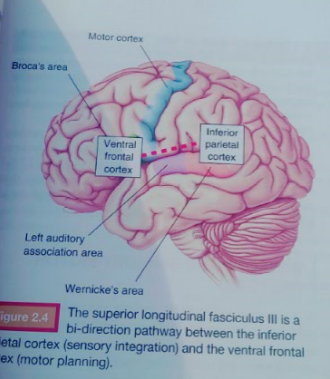 Motor cortex
Broca's area
Ventral
frontal
cortex
Inferior
parietal
cortex
Left auditory
association area
Wernicke's area
igure 2.4
The superior longitudinal fasciculus III is a
bi-direction pathway between the inferior
ietal cortex (sensory integration) and the ventral frontal
ex (motor planning).